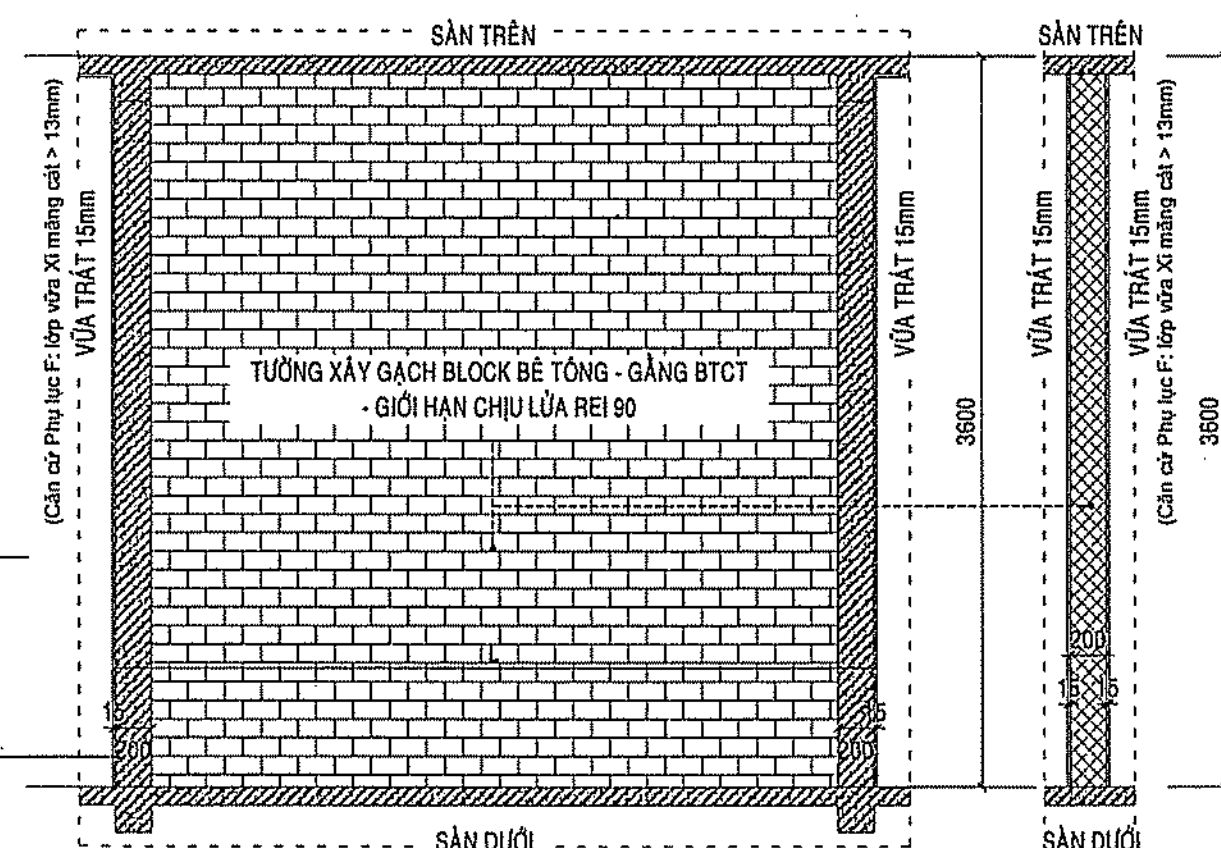 SÀN TRÊN
SÀN TRÊN
(Căn cứ Phụ lục F: lớp vữa Xi măng cát > 13mm)
VỮA TRÁT 15mm
TƯỜNG XÂY GẠCH BLOCK BÊ TÔNG - GẰNG BTCT
- GIỚI HẠN CHỊU LỬA REI 90
VỮA TRÁT 15mm
3600
VỮA TRÁT 15mm
VỮA TRÁT 15mm
(Căn cứ Phụ lục F: lớp vữa Xi măng cát > 13mm)
3600
200
15
15
15
15
200
200
SÀN DƯỚI
SÀN DƯỚI